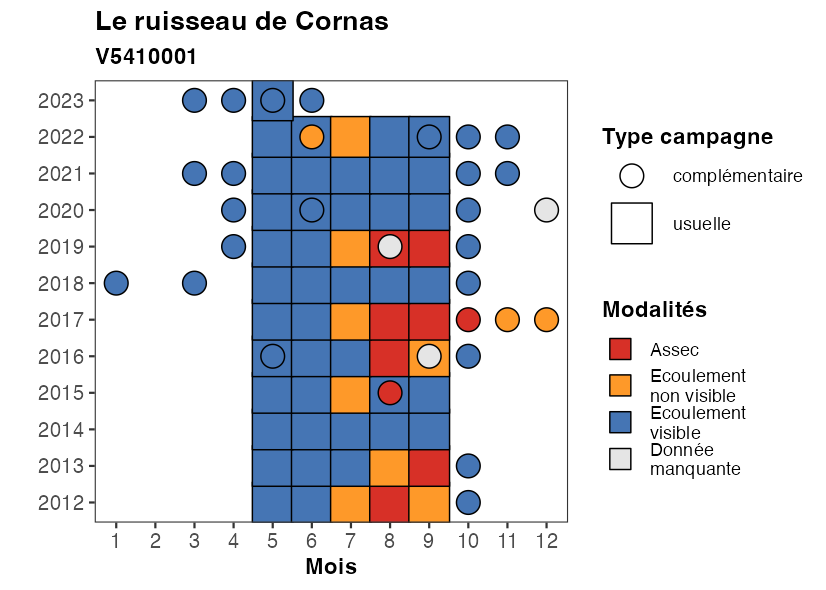 Le ruisseau de Cornas
V5410001
2023
2022
2021
2020
2019
2018
2017
2016
2015
2014
2013
2012
1 2 3 4 5 6 7 8 9 10 11 12
Mois
Type campagne
complémentaire
usuelle
Modalités
Assec
Ecoulement
non visible
Ecoulement
visible
Donnée
manquante